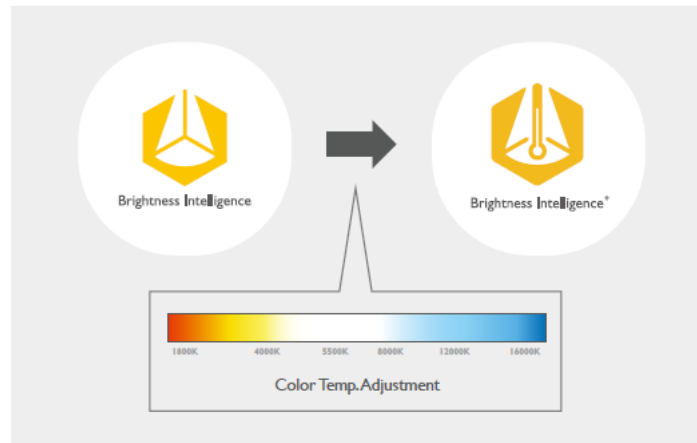 Brightness Intelligence
Brightness Intelligence+
1800K 4000K 5500K 8000K 12000K 16000K
Color Temp.Adjustment